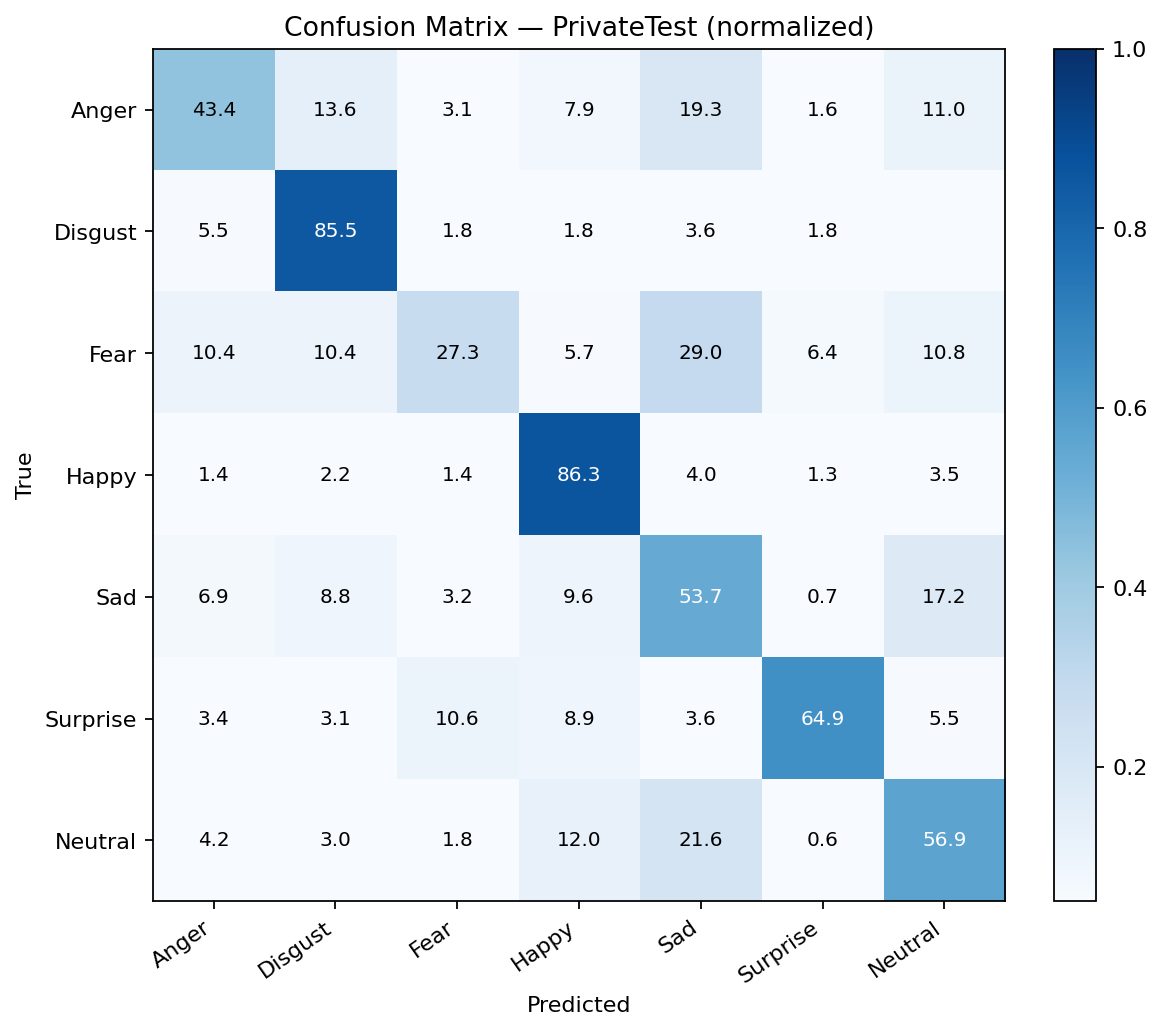 Confusion Matrix — PrivateTest (normalized)
Anger 43.4 13.6 3.1 7.9 19.3 1.6 11.0
Disgust 5.5 85.5 1.8 1.8 3.6 1.8
Fear 10.4 10.4 27.3 5.7 29.0 6.4 10.8
Happy 1.4 2.2 1.4 86.3 4.0 1.3 3.5
Sad 6.9 8.8 3.2 9.6 53.7 0.7 17.2
Surprise 3.4 3.1 10.6 8.9 3.6 64.9 5.5
Neutral 4.2 3.0 1.8 12.0 21.6 0.6 56.9
Anger Disgust Fear Happy Sad Surprise Neutral
Predicted
True
1.0
0.8
0.6
0.4
0.2